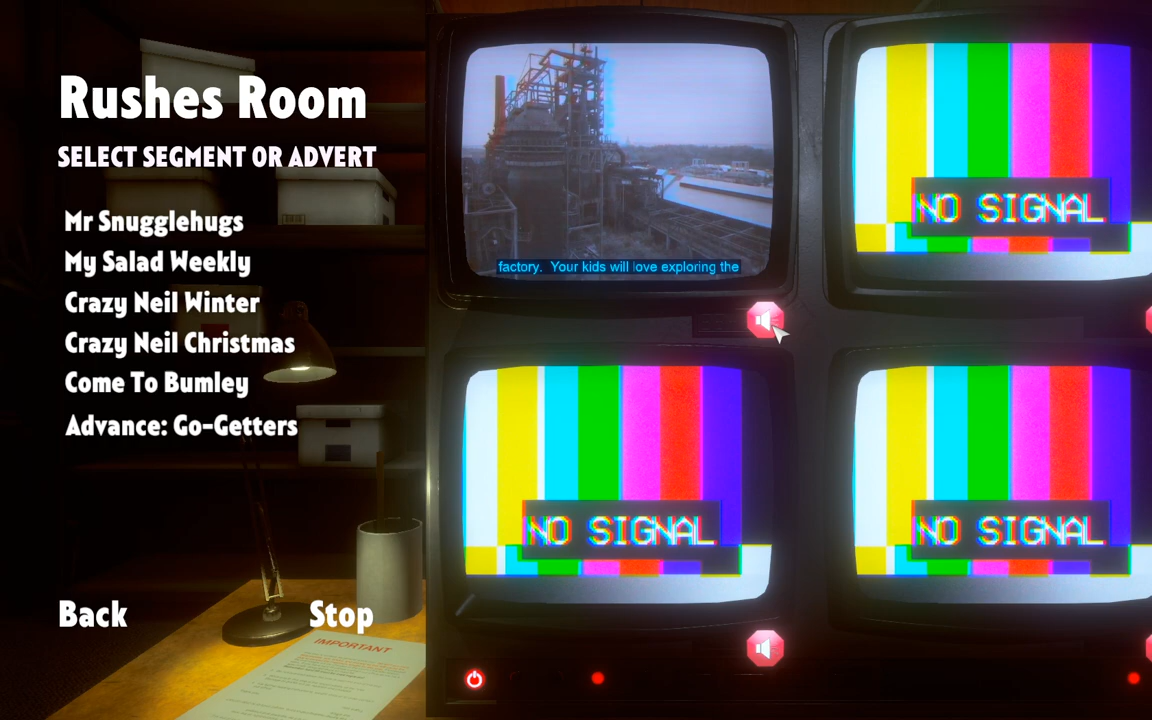 Rushes Room
SELECT SEGMENT OR ADVERT
Mr Snugglehugs
My Salad Weekly
Crazy Neil Winter
Crazy Neil Christmas
Come To Bumley
Advance: Go-Getters
Back
Stop
IMPORTANT
factory. Your kids will love exploring the
NO SIGNAL
NO SIGNAL
NO SIGNAL